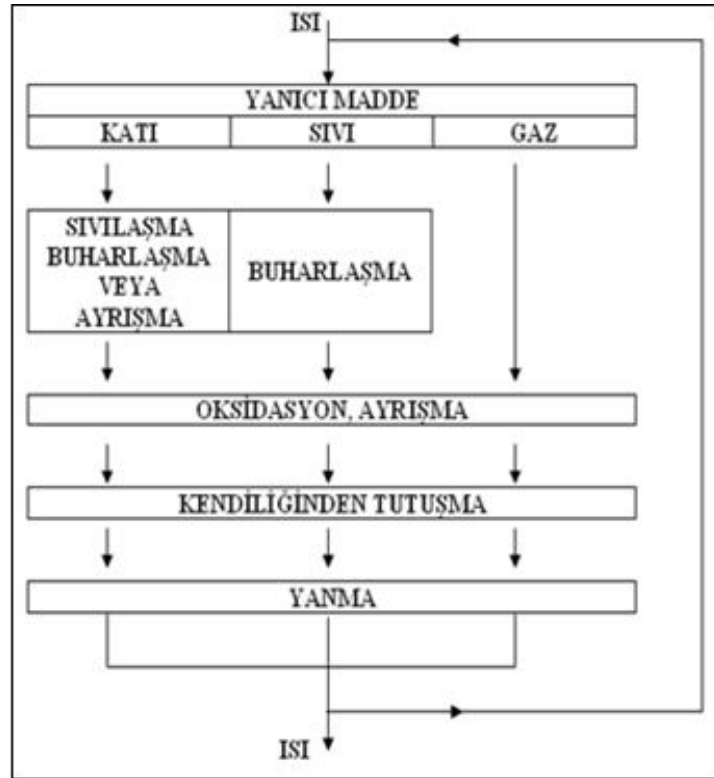 ISI
YANICI MADDE
KATI
SIVI
GAZ
SIVILAŞMA
BUHARLAŞMA
VEYA
AYRIŞMA
BUHARLAŞMA
OKSİDASYON, AYRIŞMA
KENDİLİĞİNDEN TUTUŞMA
YANMA
ISI